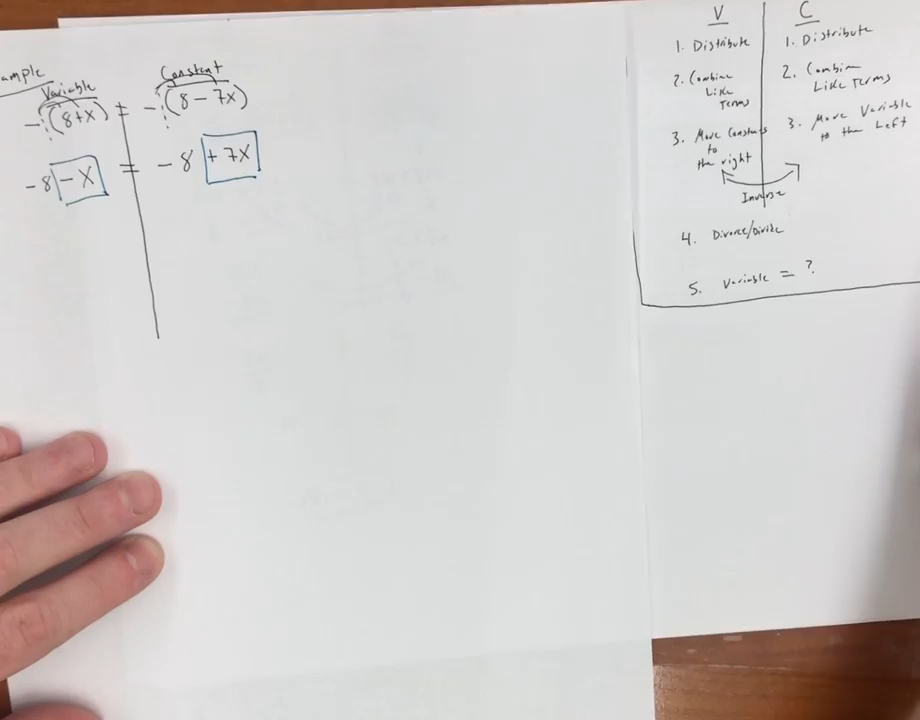 ample
Variable
Constant
-(8+x) = -(8-7x)
-8 -x = -8 +7x
V
C
1. Distribute
2. Combine
Like
Terms
3. Move Constants
to
the right
1. Distribute
2. Combine
Like Terms
3. Move Variable
to the Left
Inverse
4. Divorce/Divide
5. Variable = ?